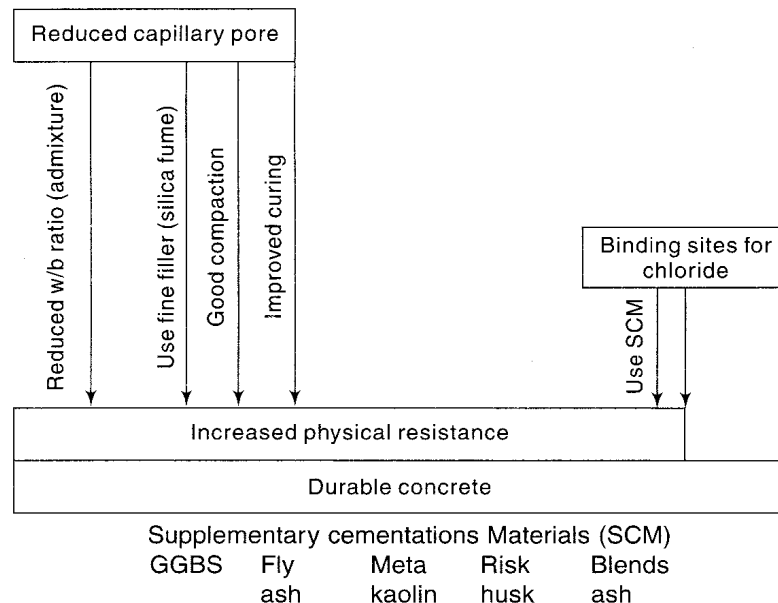 Reduced capillary pore
Reduced w/b ratio (admixture)
Use fine filler (silica fume)
Good compaction
Improved curing
Binding sites for
chloride
Use SCM
Increased physical resistance
Durable concrete
Supplementary cementations Materials (SCM)
GGBS Fly Meta Risk Blends
ash kaolin husk ash